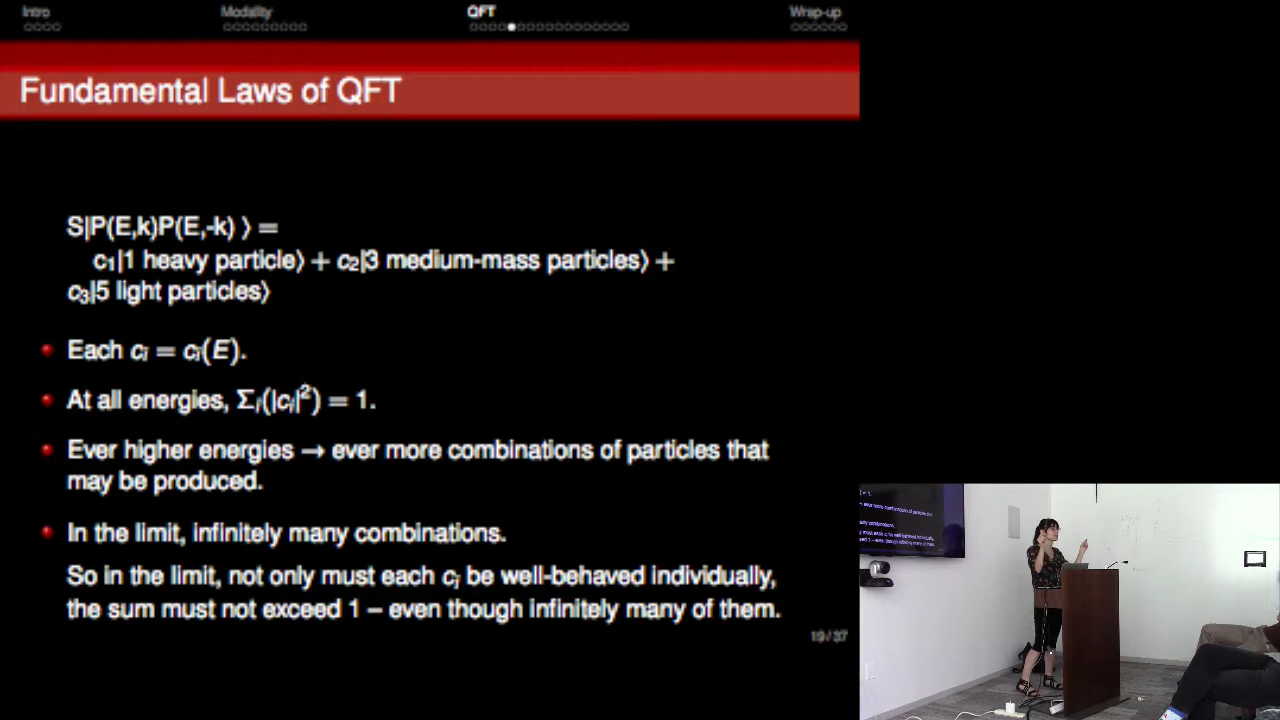 Intro
Modality
QFT
Wrap-up
Fundamental Laws of QFT
S|P(E,k)P(E,-k) ⟩ =
c₁|1 heavy particle⟩ + c₂|3 medium-mass particles⟩ +
c₃|5 light particles⟩
Each cᵢ = cᵢ(E).
At all energies, Σᵢ(|cᵢ|²) = 1.
Ever higher energies → ever more combinations of particles that
may be produced.
In the limit, infinitely many combinations.
So in the limit, not only must each cᵢ be well-behaved individually,
the sum must not exceed 1 – even though infinitely many of them.
19/37